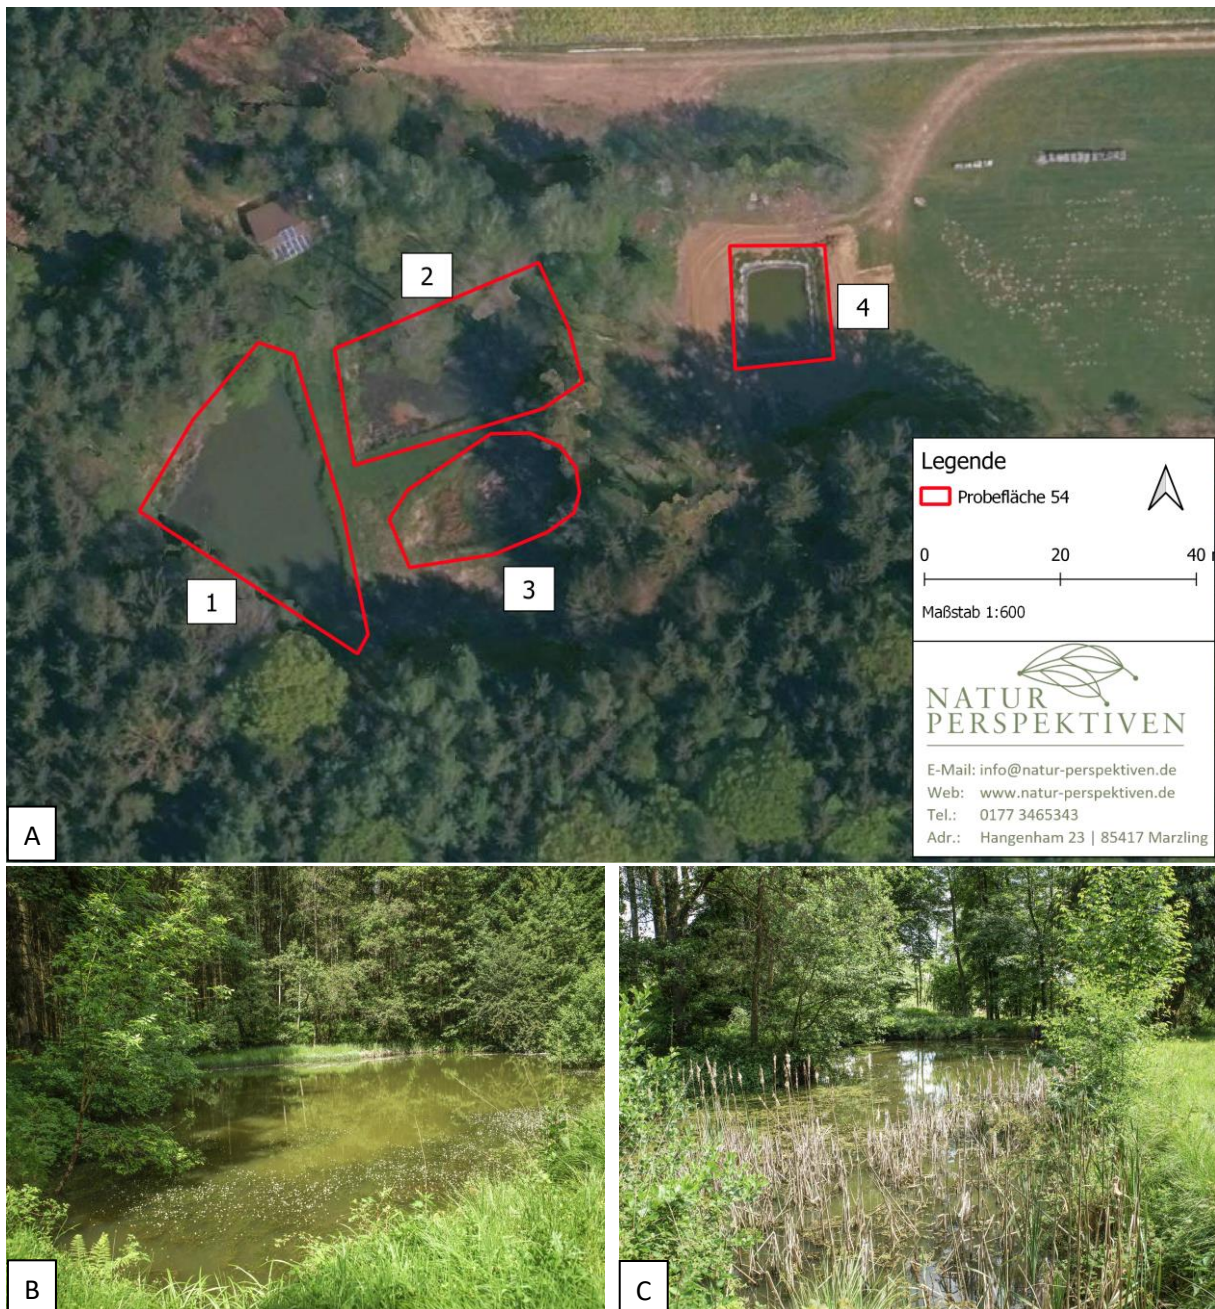 2
4
1
3
Legende
Probefläche 54
0 20 40
Maßstab 1:600
NATUR
PERSPEKTIVEN
E-Mail: info@natur-perspektiven.de
Web: www.natur-perspektiven.de
Tel.: 0177 3465343
Adr.: Hangenham 23 | 85417 Marzling
A
B
C